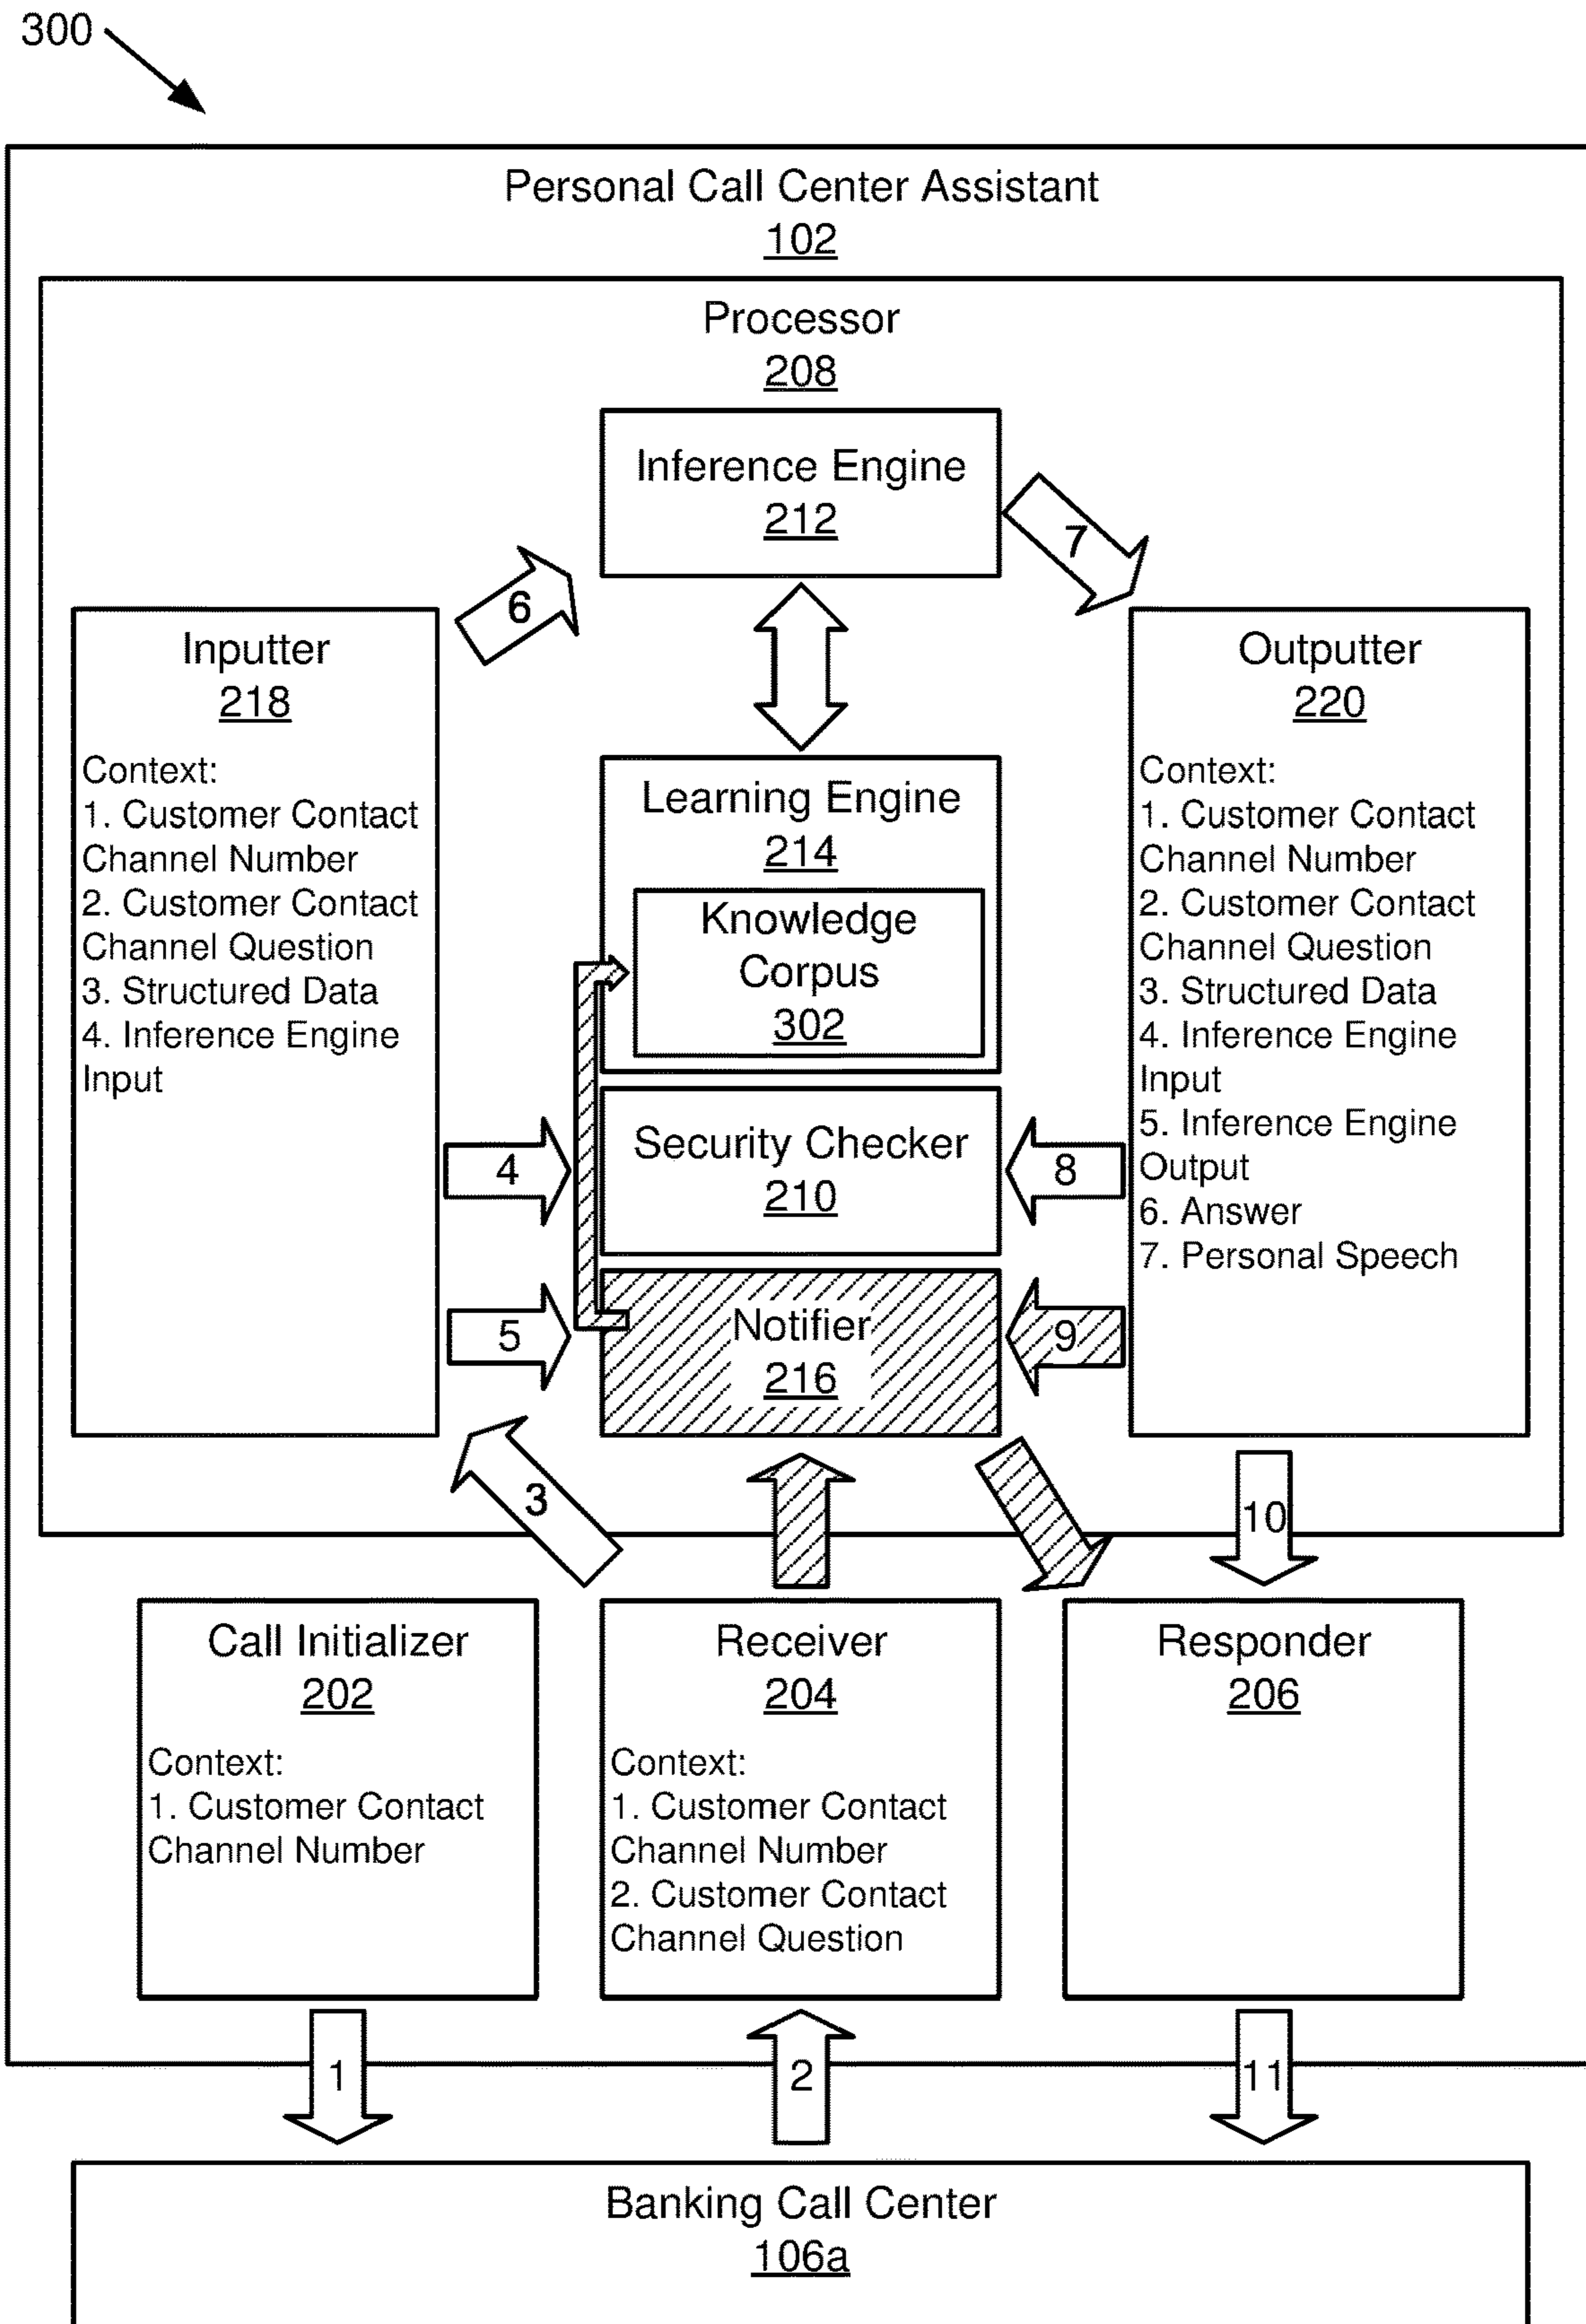 300
Personal Call Center Assistant
102
Processor
208
Inference Engine
212
7
6
Inputter
218
Context:
1. Customer Contact
Channel Number
2. Customer Contact
Channel Question
3. Structured Data
4. Inference Engine
Input
Learning Engine
214
Knowledge
Corpus
302
Outputter
220
Context:
1. Customer Contact
Channel Number
2. Customer Contact
Channel Question
3. Structured Data
4. Inference Engine
Input
5. Inference Engine
Output
6. Answer
7. Personal Speech
4
Security Checker
210
8
5
Notifier
216
9
3
10
Call Initializer
202
Context:
1. Customer Contact
Channel Number
Receiver
204
Context:
1. Customer Contact
Channel Number
2. Customer Contact
Channel Question
Responder
206
1
2
11
Banking Call Center
106a